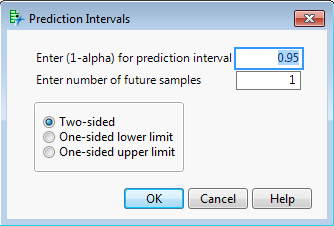 Prediction Intervals
Enter (1-alpha) for prediction interval 0.95
Enter number of future samples 1
Two-sided
One-sided lower limit
One-sided upper limit
OK Cancel Help